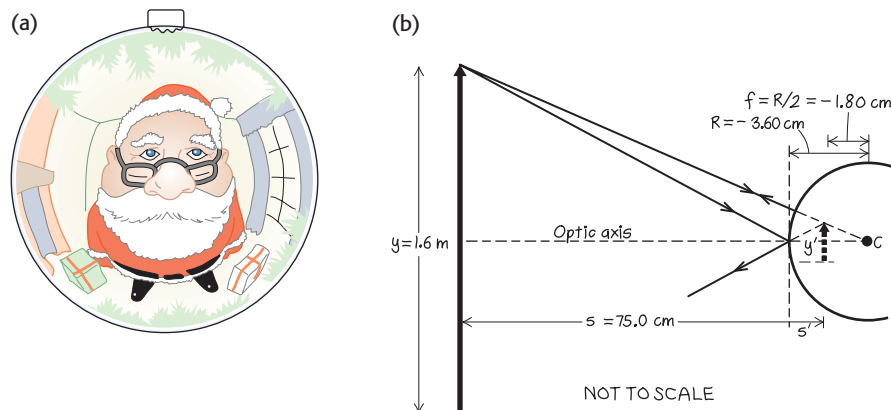 (a)
(b)
f = R/2 = -1.80 cm
R = - 3.60 cm
Optic axis
y = 1.6 m
y'
C
s = 75.0 cm
s'
NOT TO SCALE